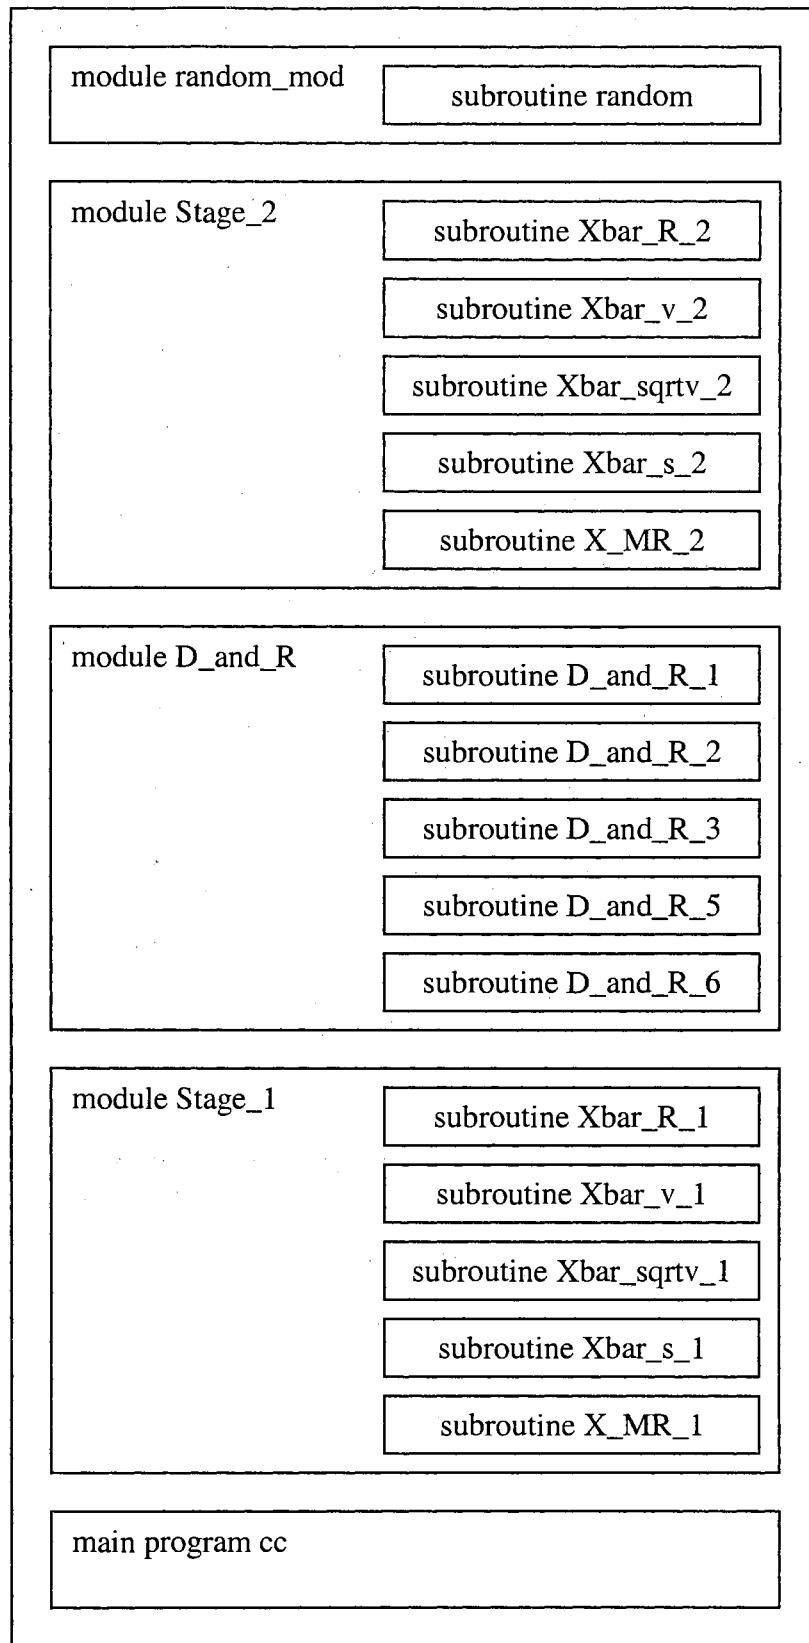 module random_mod
subroutine random
module Stage_2
subroutine Xbar_R_2
subroutine Xbar_v_2
subroutine Xbar_sqrtv_2
subroutine Xbar_s_2
subroutine X_MR_2
module D_and_R
subroutine D_and_R_1
subroutine D_and_R_2
subroutine D_and_R_3
subroutine D_and_R_5
subroutine D_and_R_6
module Stage_1
subroutine Xbar_R_1
subroutine Xbar_v_1
subroutine Xbar_sqrtv_1
subroutine Xbar_s_1
subroutine X_MR_1
main program cc